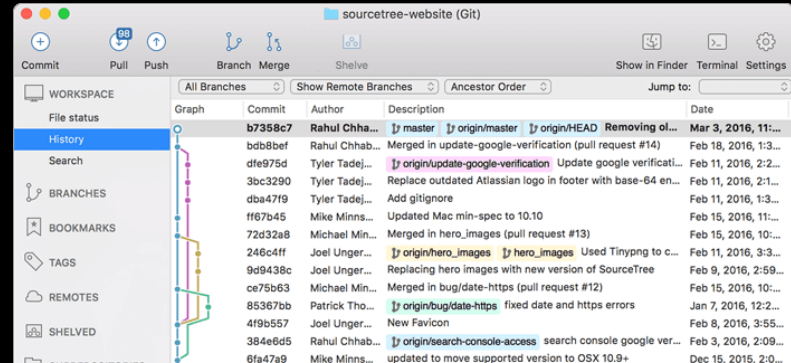 sourcetree-website (Git)
98
Commit Pull Push Branch Merge Shelve Show in Finder Terminal Settings
WORKSPACE
File status
History
Search
BRANCHES
BOOKMARKS
TAGS
REMOTES
SHELVED
All Branches Show Remote Branches Ancestor Order Jump to:
Graph Commit Author Description Date
b7358c7 Rahul Chhab... master origin/master origin/HEAD Removing ol... Mar 3, 2016, 11:...
bdb8bef Rahul Chhab... Merged in update-google-verification (pull request #14) Feb 18, 2016, 1:3...
dfe975d Tyler Tadej... origin/update-google-verification Update google verificati... Feb 11, 2016, 2:2...
3bc3290 Tyler Tadej... Replace outdated Atlassian logo in footer with base-64 en... Feb 11, 2016, 2:1...
dba47f9 Tyler Tadej... Add gitignore Feb 11, 2016, 1:3...
ff67b45 Mike Minns... Updated Mac min-spec to 10.10 Feb 15, 2016, 11:...
72d32a8 Michael Min... Merged in hero_images (pull request #13) Feb 15, 2016, 10:...
246c4ff Joel Unger... origin/hero_images hero_images Used Tinypng to c... Feb 11, 2016, 3:3...
9d9438c Joel Unger... Replacing hero images with new version of SourceTree Feb 9, 2016, 2:59...
ce75b63 Michael Min... Merged in bug/date-https (pull request #12) Feb 15, 2016, 10:...
85367bb Patrick Tho... origin/bug/date-https fixed date and https errors Jan 7, 2016, 12:2...
4f9b557 Joel Unger... New Favicon Feb 8, 2016, 3:55...
384e6d5 Rahul Chhab... origin/search-console-access search console google ver... Feb 3, 2016, 2:09...
6fa47a9 Mike Minns... updated to move supported version to OSX 10.9+ Dec 15, 2015, 2:0...